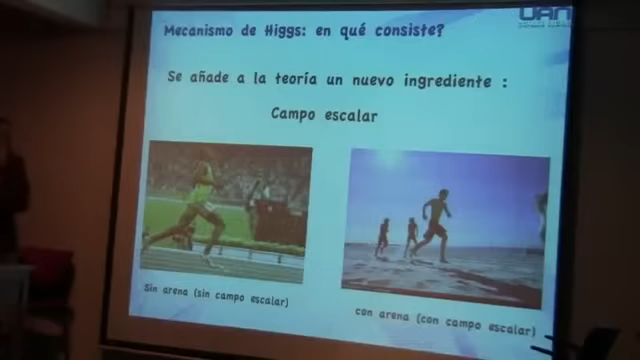 UAM
Mecanismo de Higgs: en qué consiste?
Se añade a la teoría un nuevo ingrediente :
Campo escalar
Sin arena (sin campo escalar)
con arena (con campo escalar)